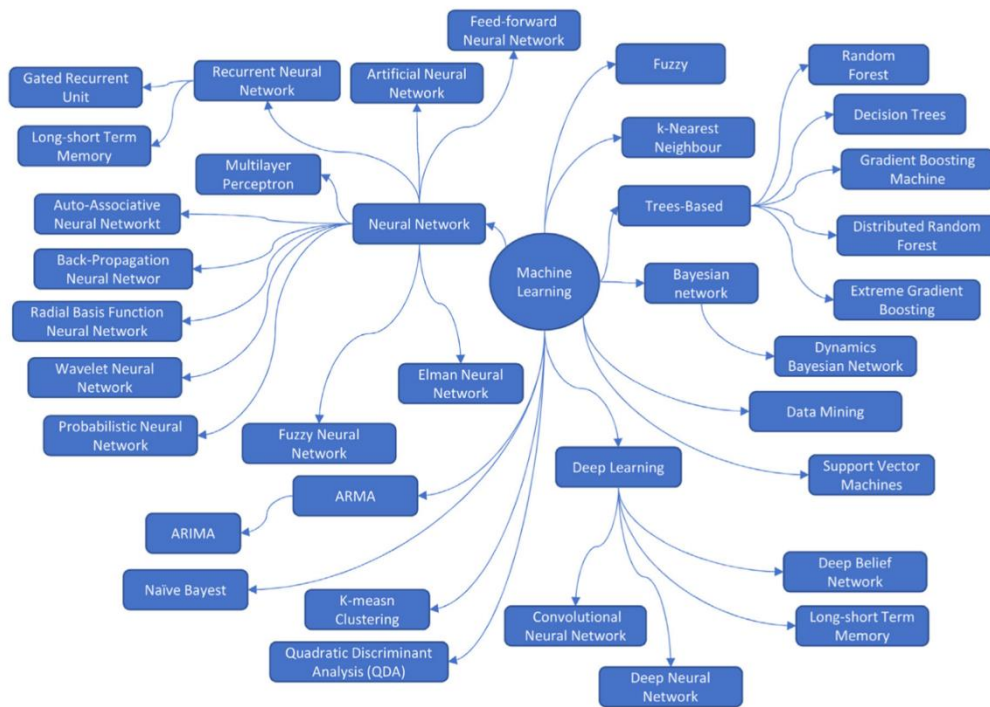 Feed-forward
Neural Network
Fuzzy
Random
Forest
Gated Recurrent
Unit
Recurrent Neural
Network
Artificial Neural
Network
Decision Trees
Long-short Term
Memory
k-Nearest
Neighbour
Multilayer
Perceptron
Gradient Boosting
Machine
Auto-Associative
Neural Networkt
Neural Network
Trees-Based
Distributed Random
Forest
Back-Propagation
Neural Networ
Machine
Learning
Bayesian
network
Extreme Gradient
Boosting
Radial Basis Function
Neural Network
Dynamics
Bayesian Network
Wavelet Neural
Network
Elman Neural
Network
Data Mining
Probabilistic Neural
Network
Fuzzy Neural
Network
Deep Learning
Support Vector
Machines
ARMA
ARIMA
Naïve Bayest
Deep Belief
Network
K-measn
Clustering
Convolutional
Neural Network
Long-short Term
Memory
Quadratic Discriminant
Analysis (QDA)
Deep Neural
Network